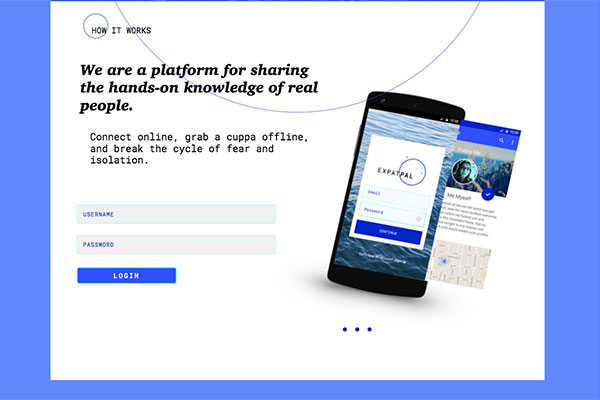 HOW IT WORKS
We are a platform for sharing
the hands-on knowledge of real
people.
Connect online, grab a cuppa offline,
and break the cycle of fear and
isolation.
USERNAME
PASSWORD
LOGIN
EXPATPAL
Email
Password
CONTINUE
Me Myself